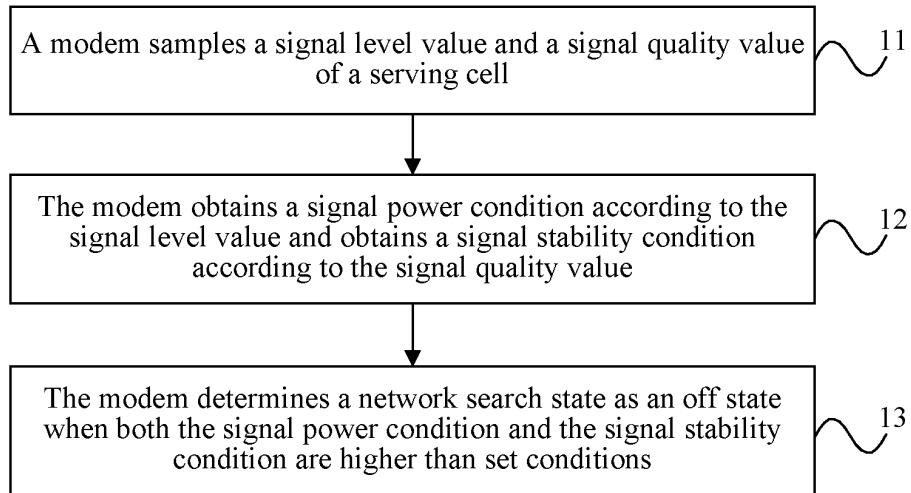 A modem samples a signal level value and a signal quality value
of a serving cell
11
The modem obtains a signal power condition according to the
signal level value and obtains a signal stability condition
according to the signal quality value
12
The modem determines a network search state as an off state
when both the signal power condition and the signal stability
condition are higher than set conditions
13